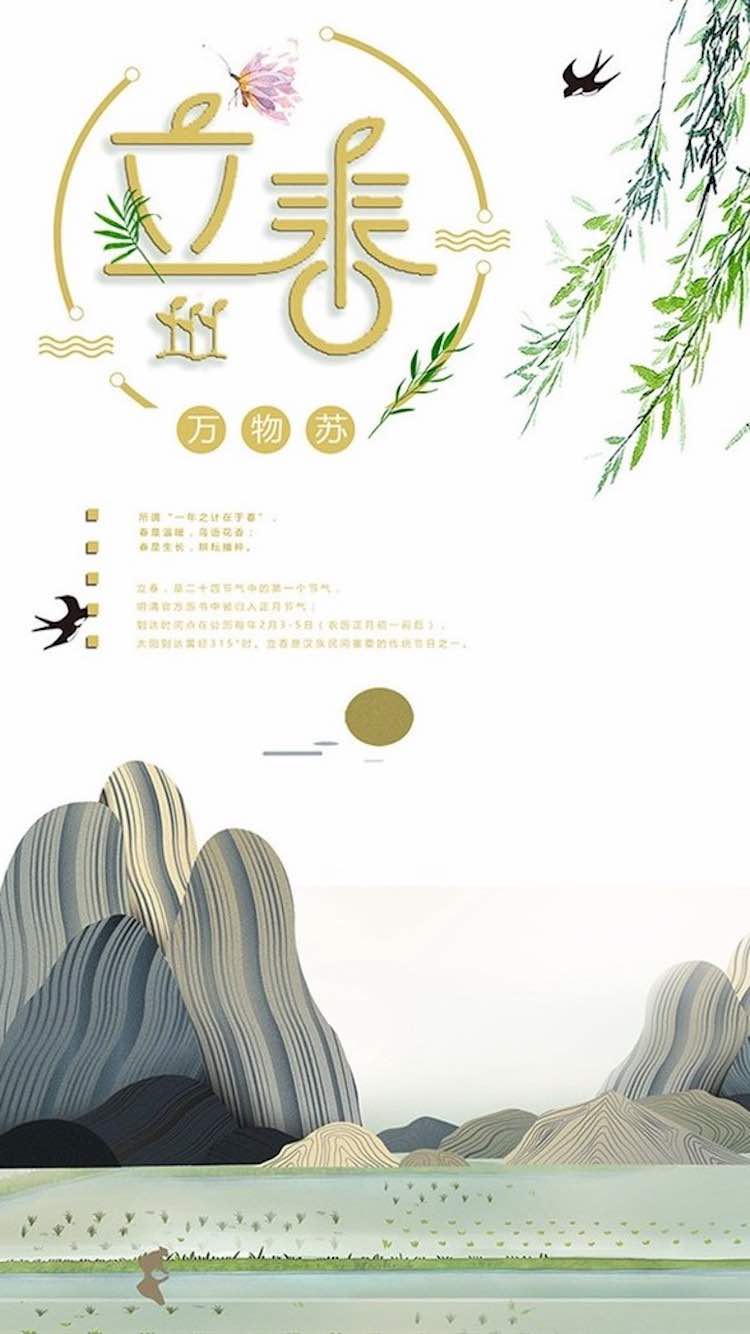 立春
万物苏
所谓“一年之计在于春”，
春是温暖，鸟语花香；
春是生长，耕耘播种。
立春，是二十四节气中的第一个节气，
明清官方历书中被归入正月节气；
到达时间点在公历每年2月3-5日（农历正月初一前后），
太阳到达黄经315°时。立春是汉族民间重要的传统节日之一。